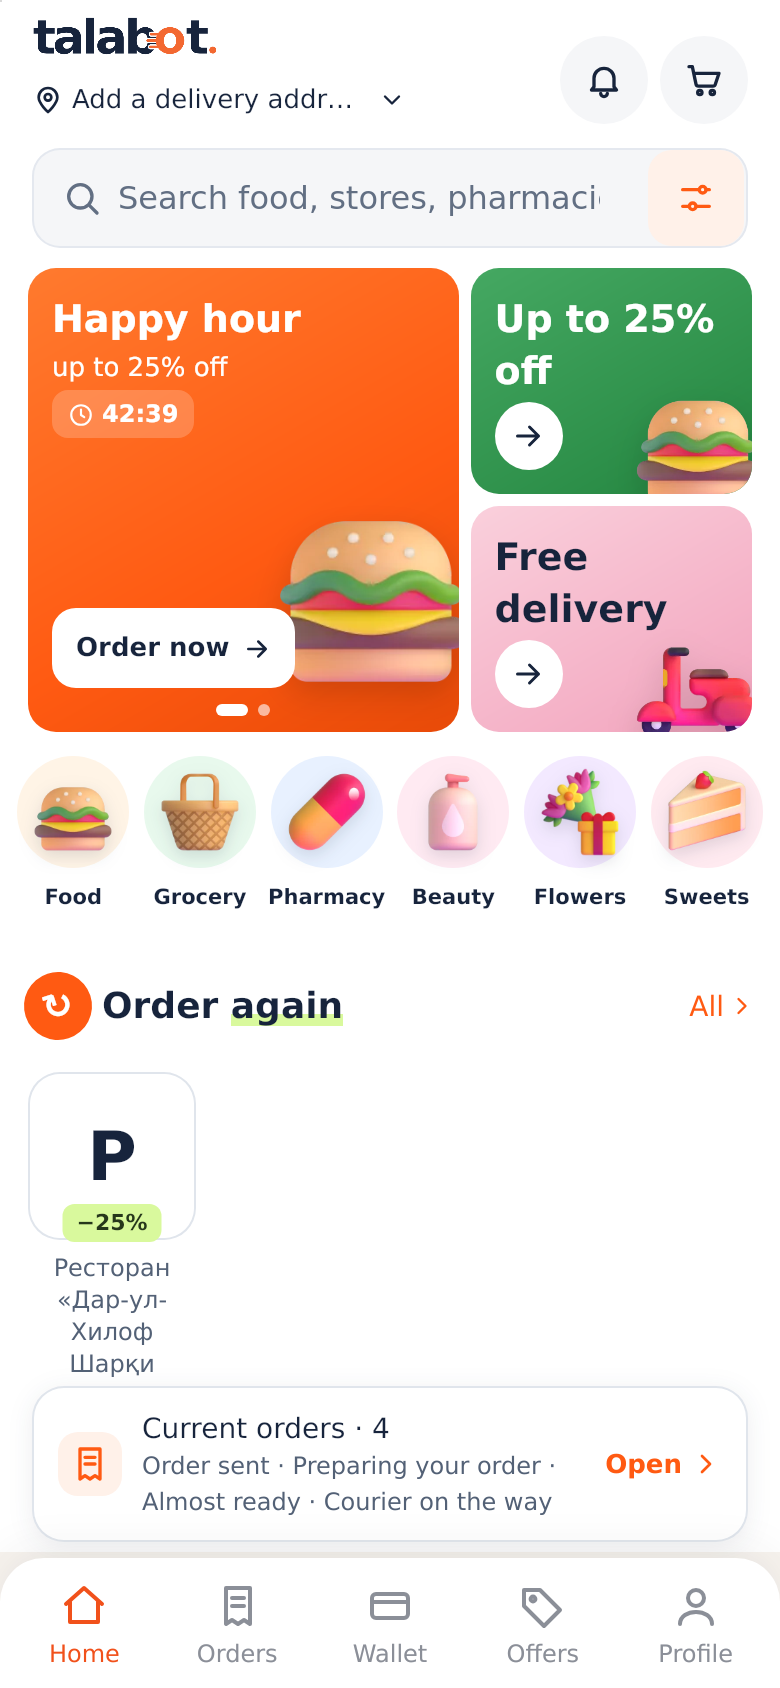 talabot.
Add a delivery addr...
Search food, stores, pharmaci
Happy hour
up to 25% off
42:39
Order now
Up to 25%
off
Free
delivery
Food
Grocery
Pharmacy
Beauty
Flowers
Sweets
Order again
All
P
−25%
Ресторан
«Дар-ул-
Хилоф
Шарқи
Current orders · 4
Order sent · Preparing your order ·
Almost ready · Courier on the way
Open
Home
Orders
Wallet
Offers
Profile